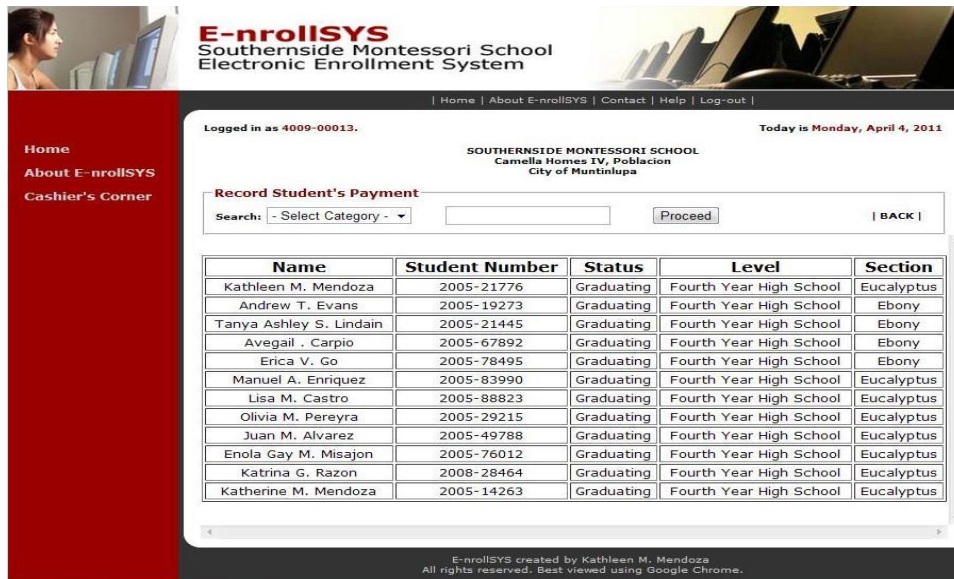 E-nrollSYS
Southernside Montessori School
Electronic Enrollment System
| Home | About E-nrollSYS | Contact | Help | Log-out |
Home
About E-nrollSYS
Cashier's Corner
Logged in as 4009-00013. Today is Monday, April 4, 2011
SOUTHERNSIDE MONTESSORI SCHOOL
Camella Homes IV, Poblacion
City of Muntinlupa
Record Student's Payment
Search: - Select Category - Proceed | BACK |
Name Student Number Status Level Section
Kathleen M. Mendoza 2005-21776 Graduating Fourth Year High School Eucalyptus
Andrew T. Evans 2005-19273 Graduating Fourth Year High School Ebony
Tanya Ashley S. Lindain 2005-21445 Graduating Fourth Year High School Ebony
Avegail . Carpio 2005-67892 Graduating Fourth Year High School Ebony
Erica V. Go 2005-78495 Graduating Fourth Year High School Ebony
Manuel A. Enriquez 2005-83990 Graduating Fourth Year High School Eucalyptus
Lisa M. Castro 2005-88823 Graduating Fourth Year High School Eucalyptus
Olivia M. Pereyra 2005-29215 Graduating Fourth Year High School Eucalyptus
Juan M. Alvarez 2005-49788 Graduating Fourth Year High School Eucalyptus
Enola Gay M. Misajon 2005-76012 Graduating Fourth Year High School Eucalyptus
Katrina G. Razon 2008-28464 Graduating Fourth Year High School Eucalyptus
Katherine M. Mendoza 2005-14263 Graduating Fourth Year High School Eucalyptus
E-nrollSYS created by Kathleen M. Mendoza
All rights reserved. Best viewed using Google Chrome.